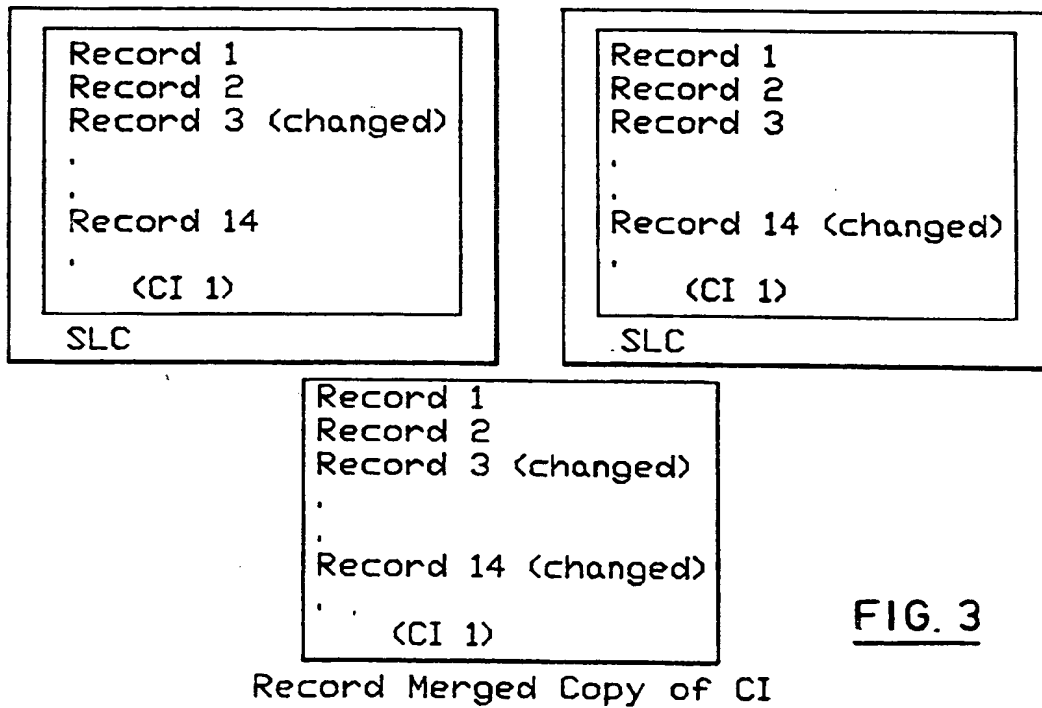 Record 1
Record 2
Record 3 (changed)
.
.
Record 14
.
(CI 1)
SLC
Record 1
Record 2
Record 3
.
.
Record 14 (changed)
.
(CI 1)
SLC
Record 1
Record 2
Record 3 (changed)
.
.
Record 14 (changed)
.
(CI 1)
Record Merged Copy of CI
FIG. 3